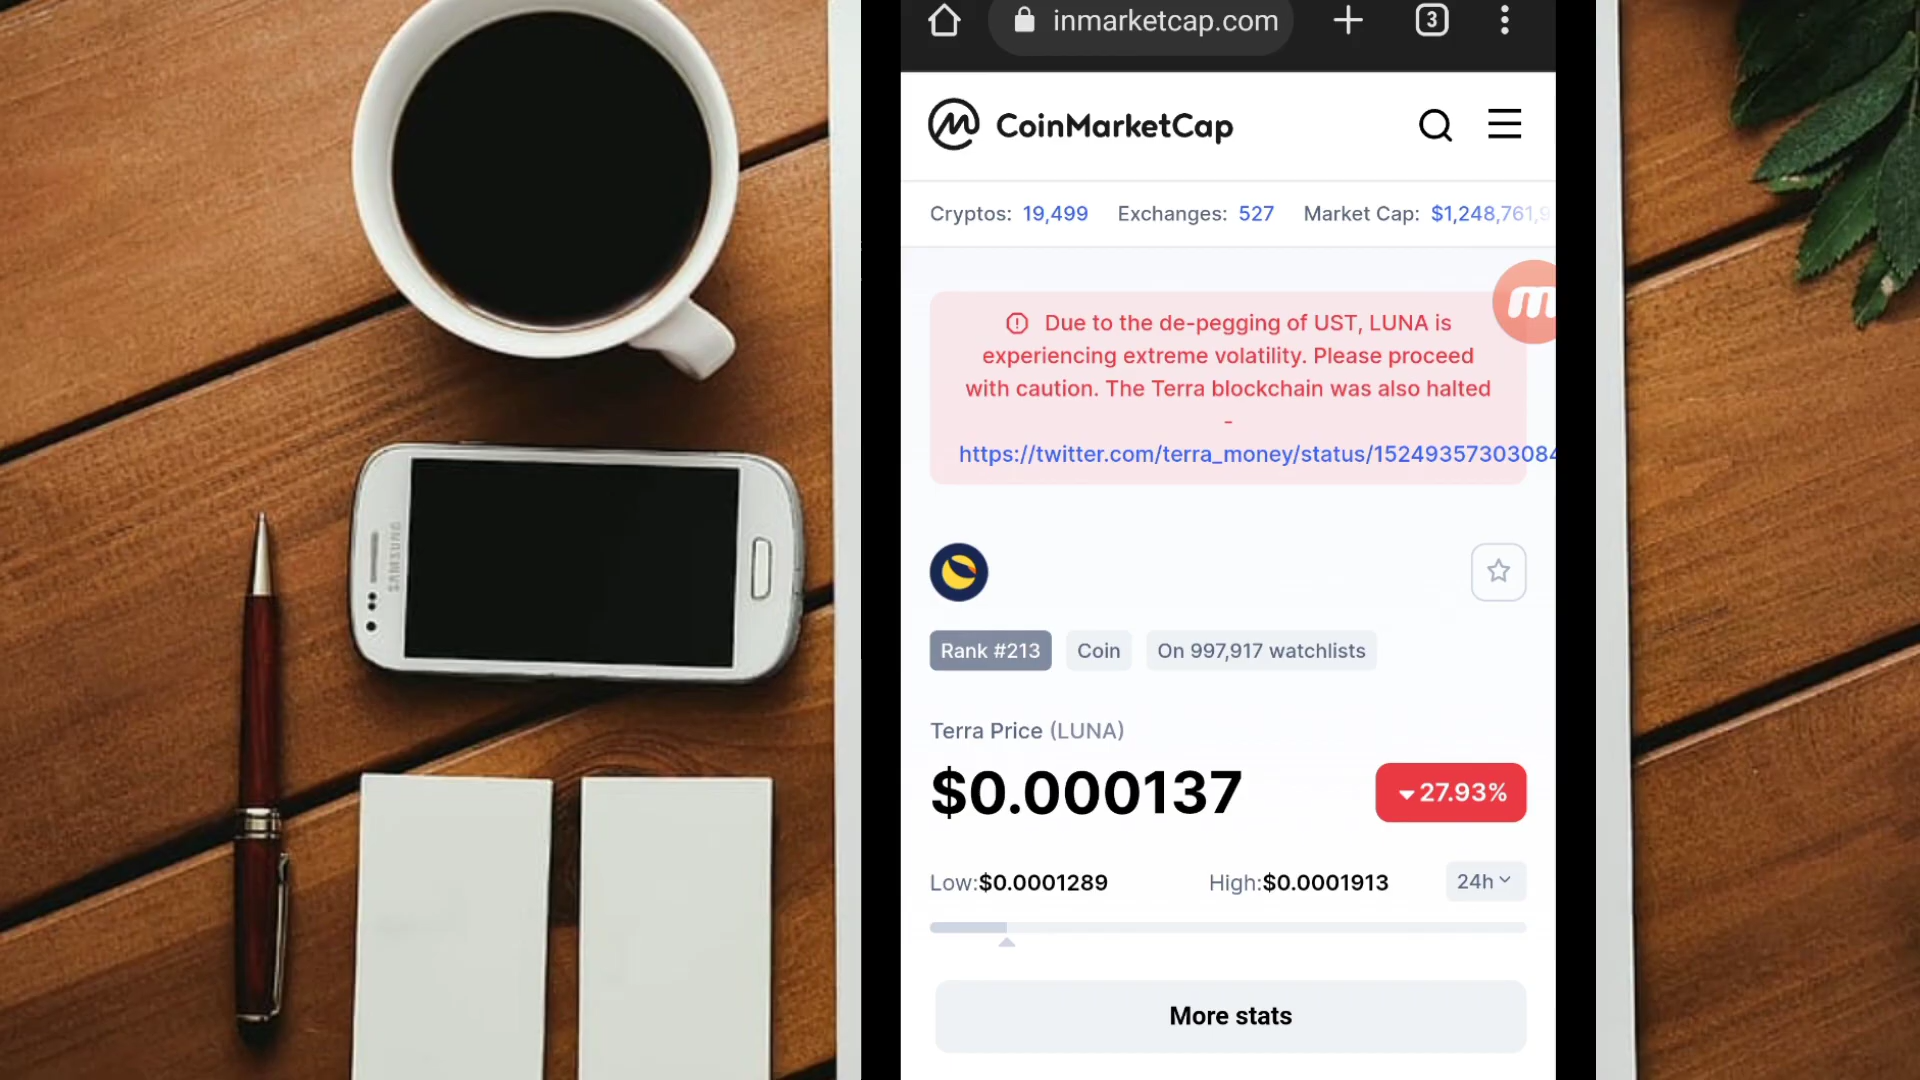 inmarketcap.com
3
CoinMarketCap
Cryptos: 19,499 Exchanges: 527 Market Cap: $1,248,761,9
Due to the de-pegging of UST, LUNA is
experiencing extreme volatility. Please proceed
with caution. The Terra blockchain was also halted
-
https://twitter.com/terra_money/status/15249357303084
m
SAMSUNG
Rank #213 Coin On 997,917 watchlists
Terra Price (LUNA)
$0.000137 27.93%
Low:$0.0001289 High:$0.0001913 24h
More stats